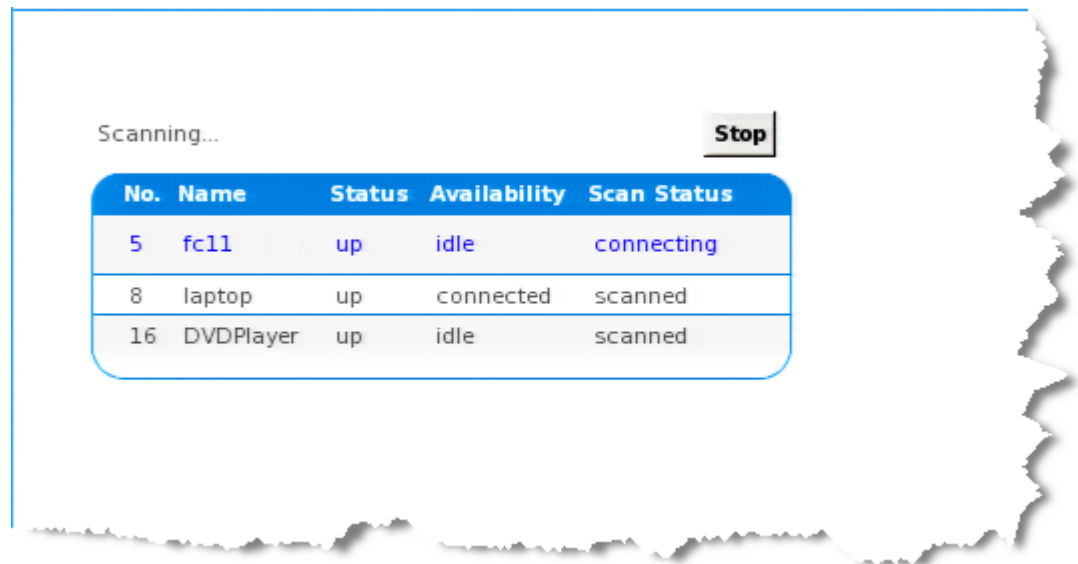 Scanning...
Stop
No. Name Status Availability Scan Status
5 fc11 up idle connecting
8 laptop up connected scanned
16 DVDPlayer up idle scanned